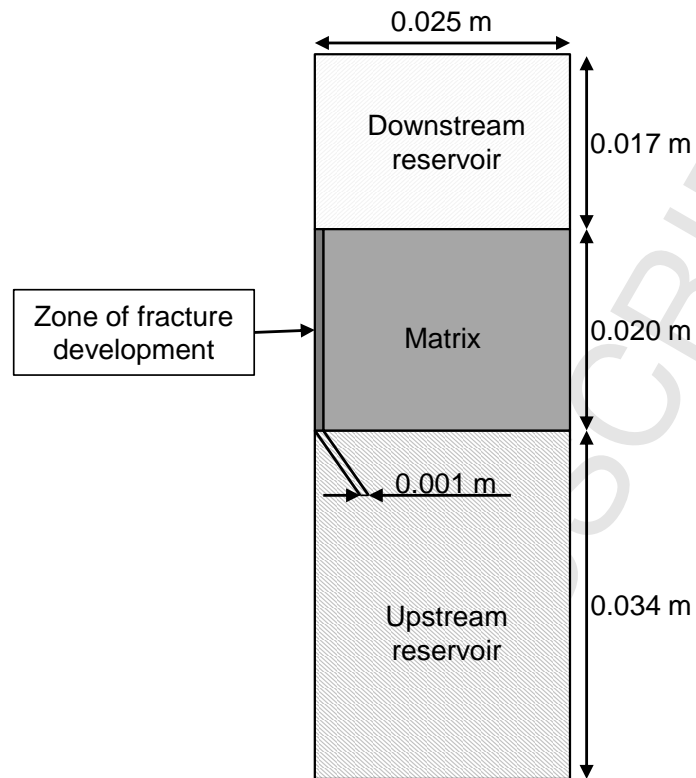 0.025 m
Downstream
reservoir
0.017 m
Zone of fracture
development
Matrix
0.020 m
0.001 m
Upstream
reservoir
0.034 m